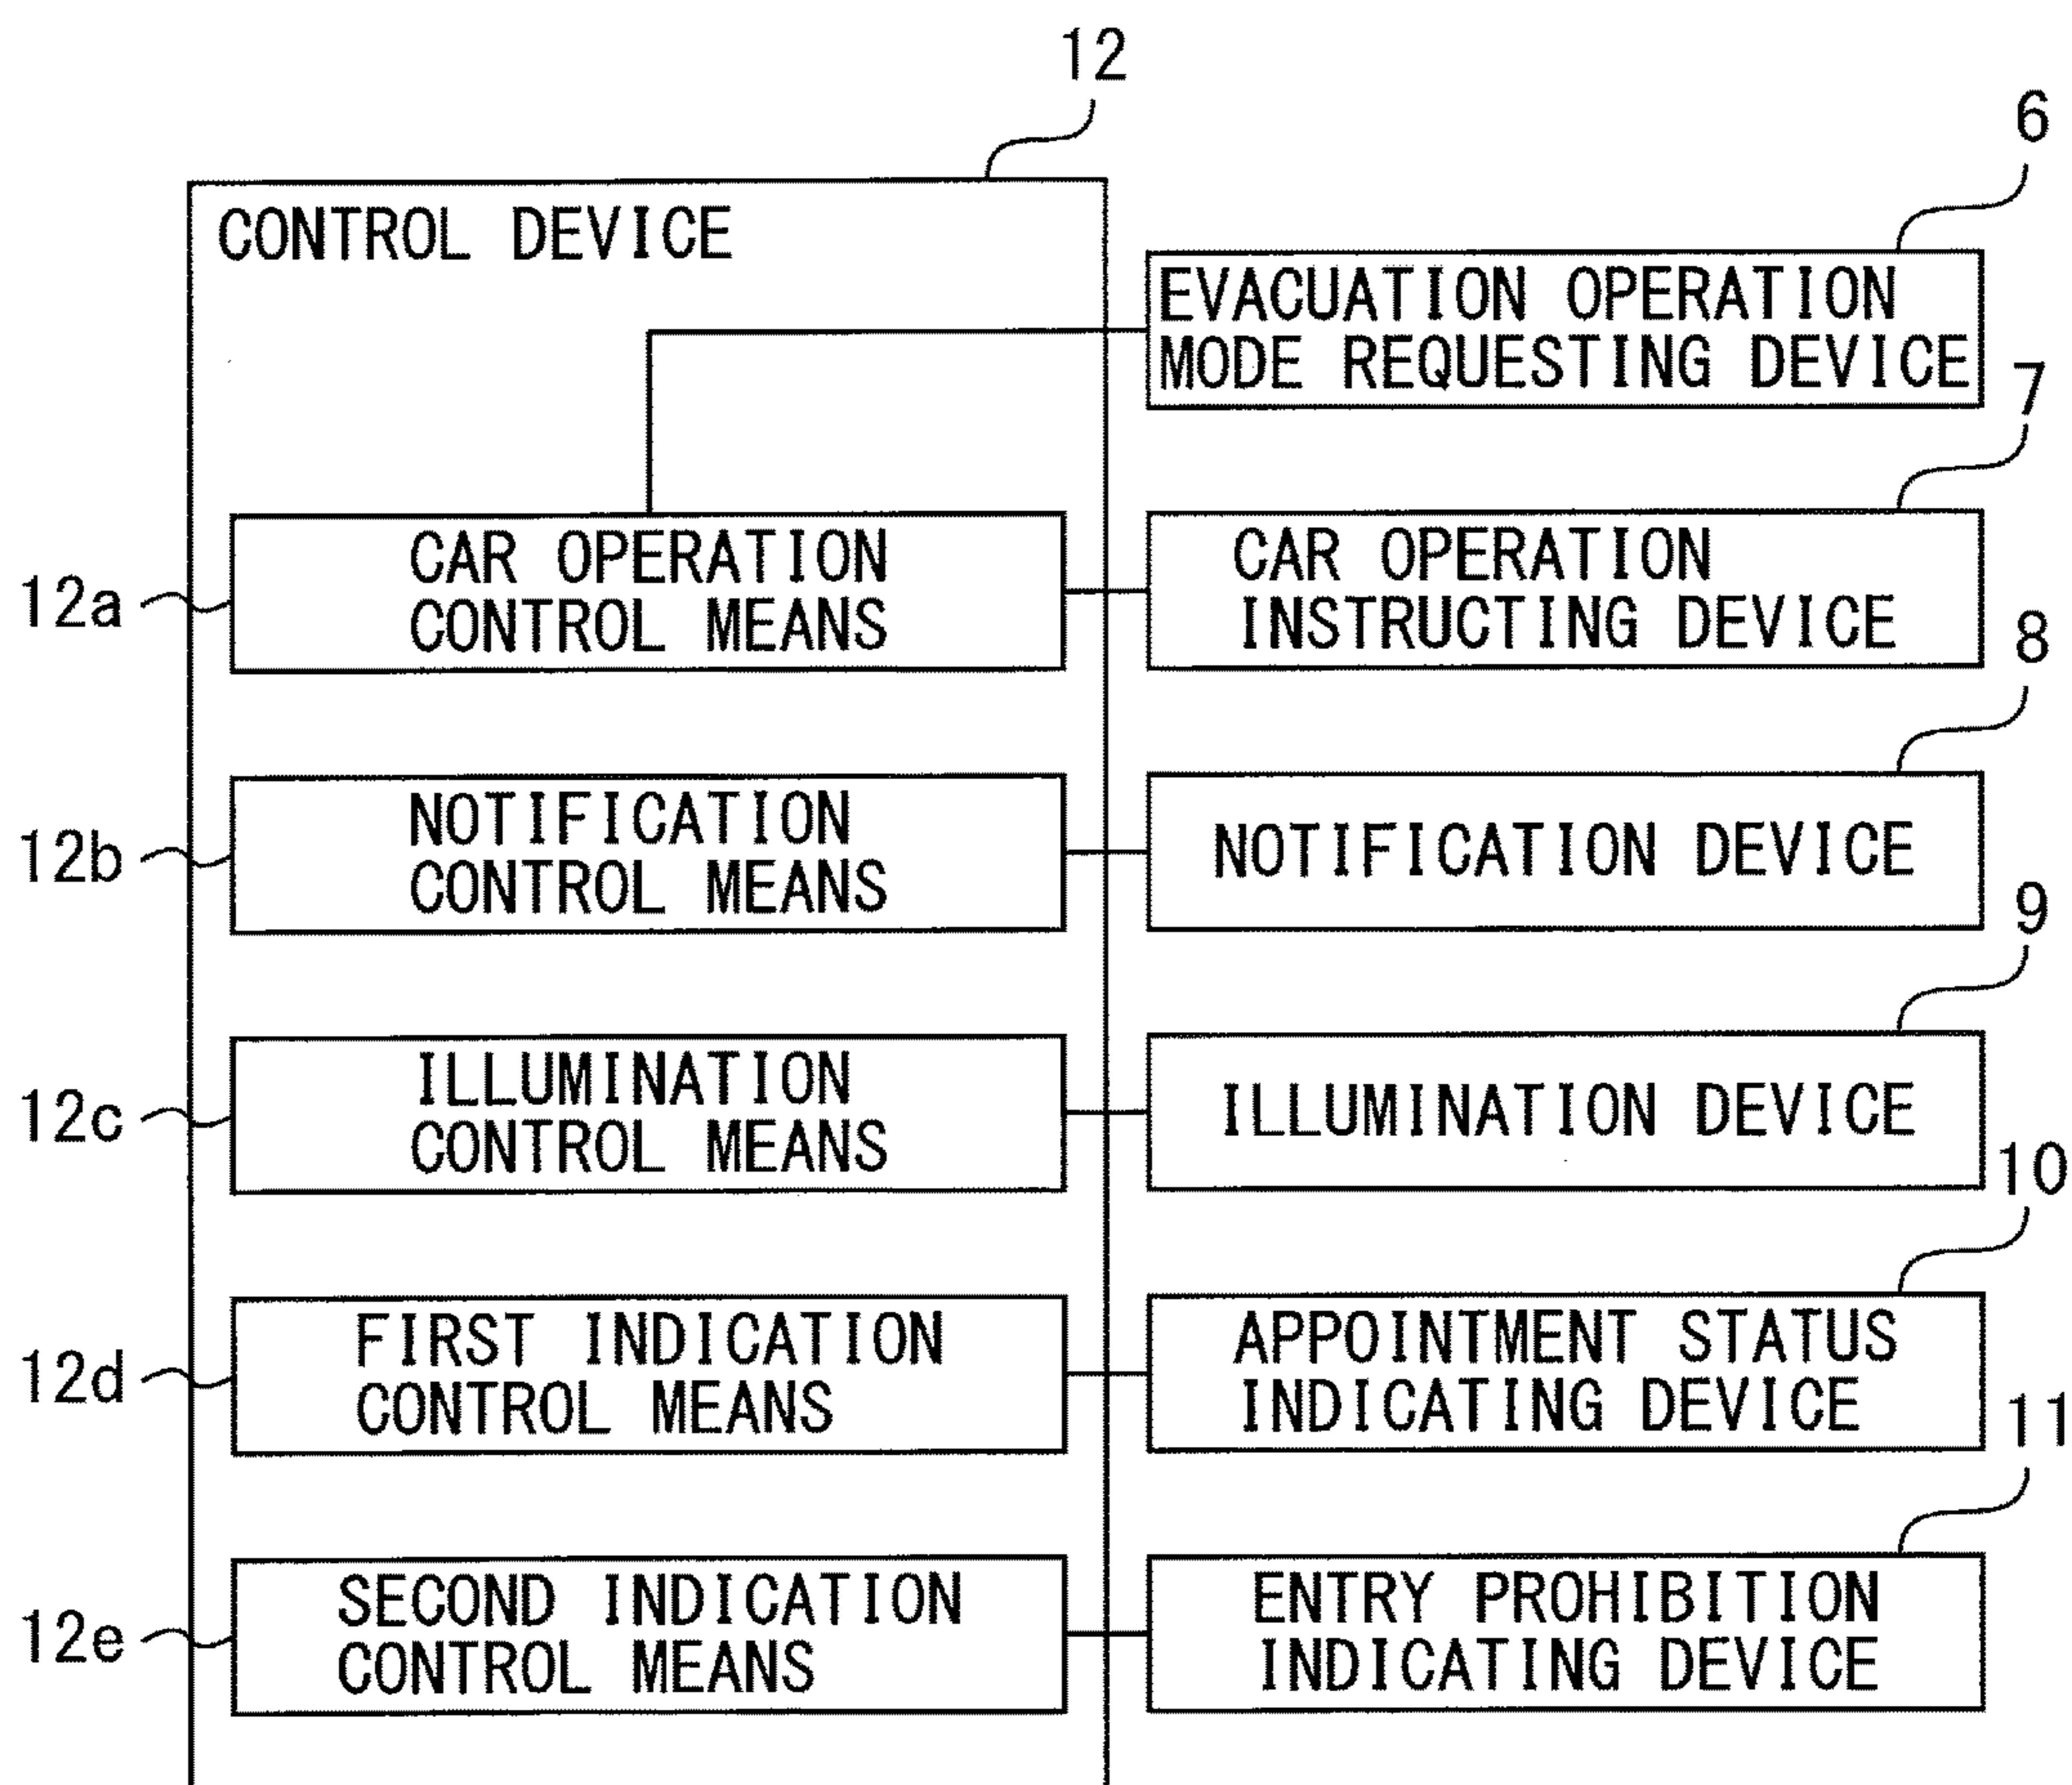 12
6
CONTROL DEVICE
EVACUATION OPERATION
MODE REQUESTING DEVICE
7
12a
CAR OPERATION
CONTROL MEANS
CAR OPERATION
INSTRUCTING DEVICE
8
12b
NOTIFICATION
CONTROL MEANS
NOTIFICATION DEVICE
9
12c
ILLUMINATION
CONTROL MEANS
ILLUMINATION DEVICE
10
12d
FIRST INDICATION
CONTROL MEANS
APPOINTMENT STATUS
INDICATING DEVICE
11
12e
SECOND INDICATION
CONTROL MEANS
ENTRY PROHIBITION
INDICATING DEVICE